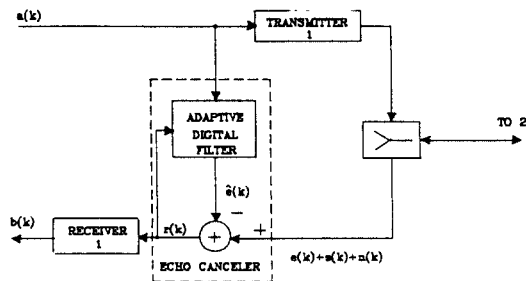 a(k)
TRANSMITTER
1
ADAPTIVE
DIGITAL
FILTER
TO 2
ê(k)
−
+
b(k)
RECEIVER
1
r(k)
+
e(k)+s(k)+n(k)
ECHO CANCELER